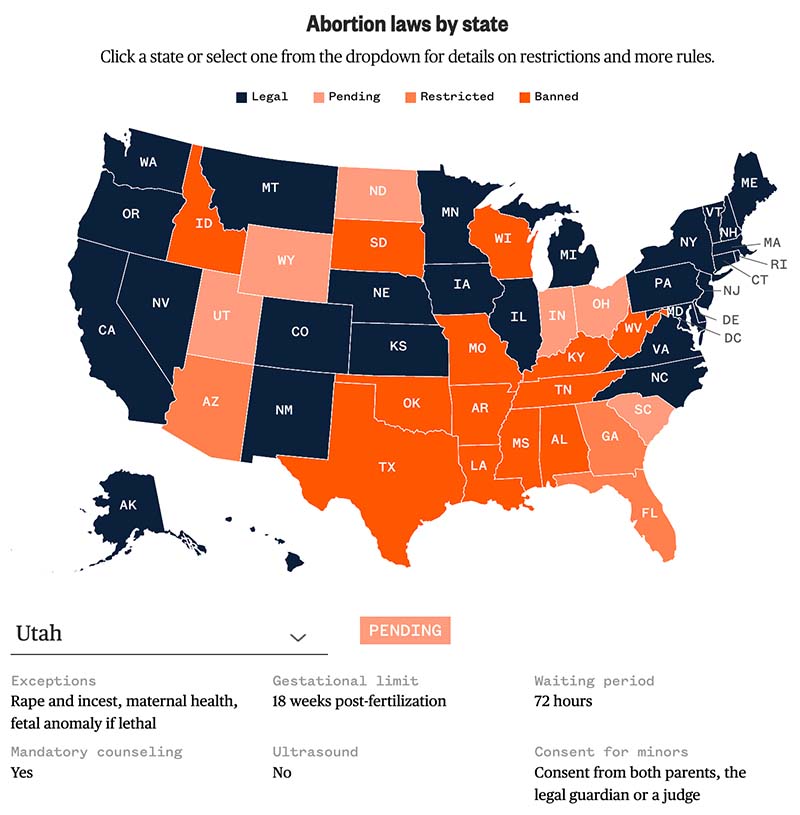 Abortion laws by state
Click a state or select one from the dropdown for details on restrictions and more rules.
Legal Pending Restricted Banned
WA
MT
ND
MN
ME
OR
ID
SD
WI
VT
NH
MA
WY
MI
NY
RI
CT
NV
NE
IA
PA
NJ
UT
IL
IN
OH
MD
DE
CA
CO
KS
MO
WV
VA
DC
KY
NC
AZ
NM
OK
AR
TN
SC
TX
MS
AL
GA
LA
AK
FL
Utah PENDING
Exceptions
Rape and incest, maternal health,
fetal anomaly if lethal
Gestational limit
18 weeks post-fertilization
Waiting period
72 hours
Mandatory counseling
Yes
Ultrasound
No
Consent for minors
Consent from both parents, the
legal guardian or a judge